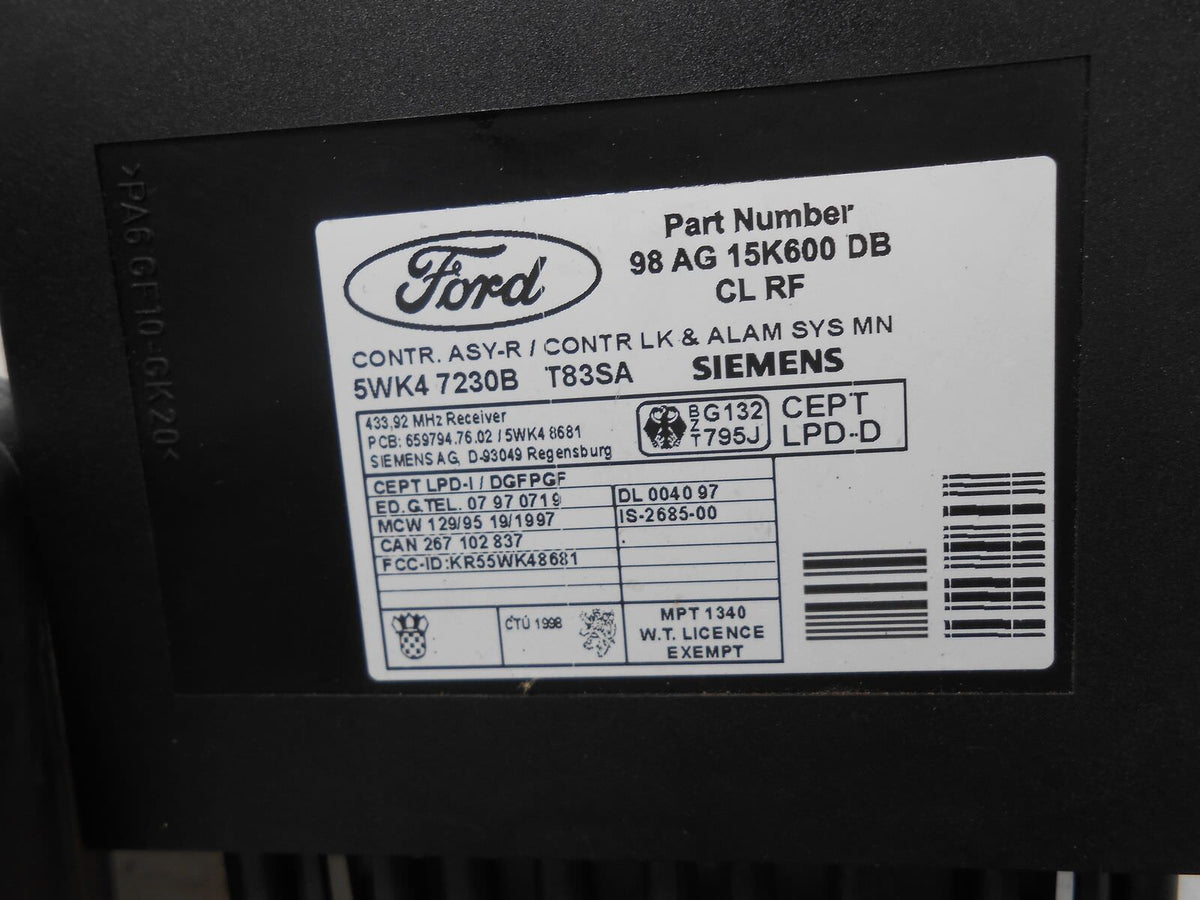 >PA6 GF10-GK20<
Ford
Part Number
98 AG 15K600 DB
CL RF
CONTR. ASY-R / CONTR LK & ALAM SYS MN
5WK4 7230B T83SA SIEMENS
433,92 MHz Receiver
PCB: 659794.76.02 / 5WK4 8681
SIEMENS AG, D-93049 Regensburg
BZT G132
795J
CEPT
LPD-D
CEPT LPD-I / DGFPGF
ED.G.TEL. 07 97 0719
DL 0040 97
MCW 129/95 19/1997
IS-2685-00
CAN 267 102 837
FCC-ID:KR55WK48681
ČTÚ 1998
MPT 1340
W.T. LICENCE
EXEMPT